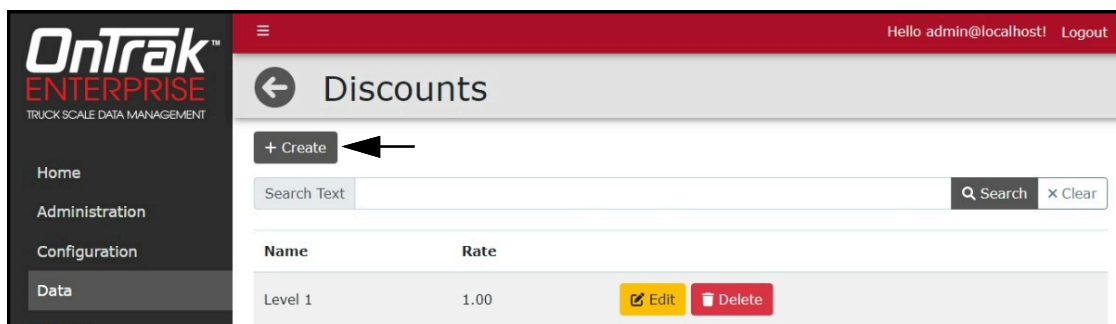 OnTrak™
ENTERPRISE
TRUCK SCALE DATA MANAGEMENT
Home
Administration
Configuration
Data
Hello admin@localhost! Logout
Discounts
+ Create
Search Text Search × Clear
Name Rate
Level 1 1.00 Edit Delete